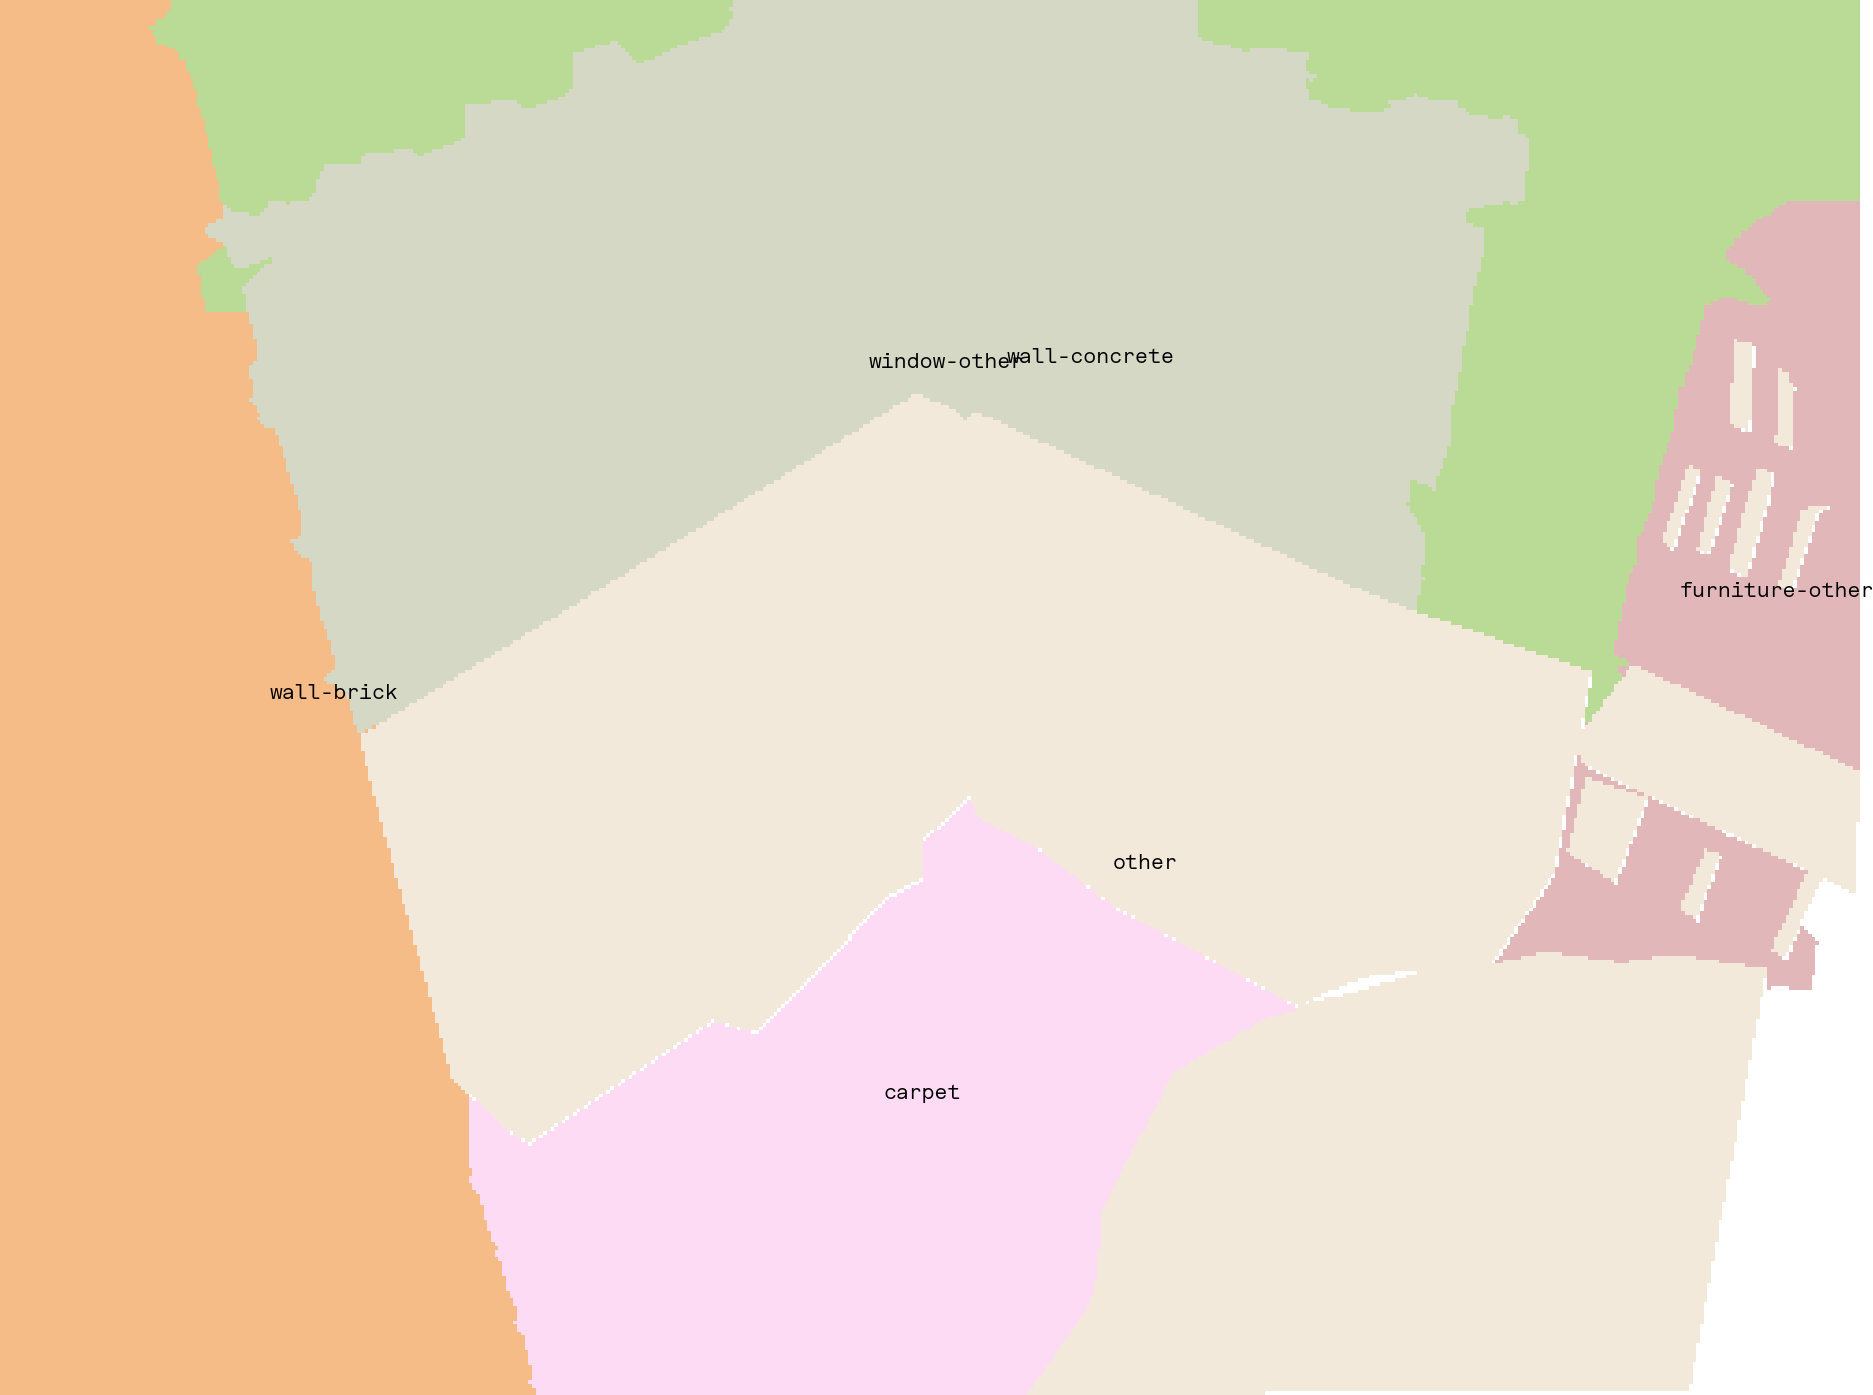 window-other
wall-concrete
furniture-other
wall-brick
other
carpet